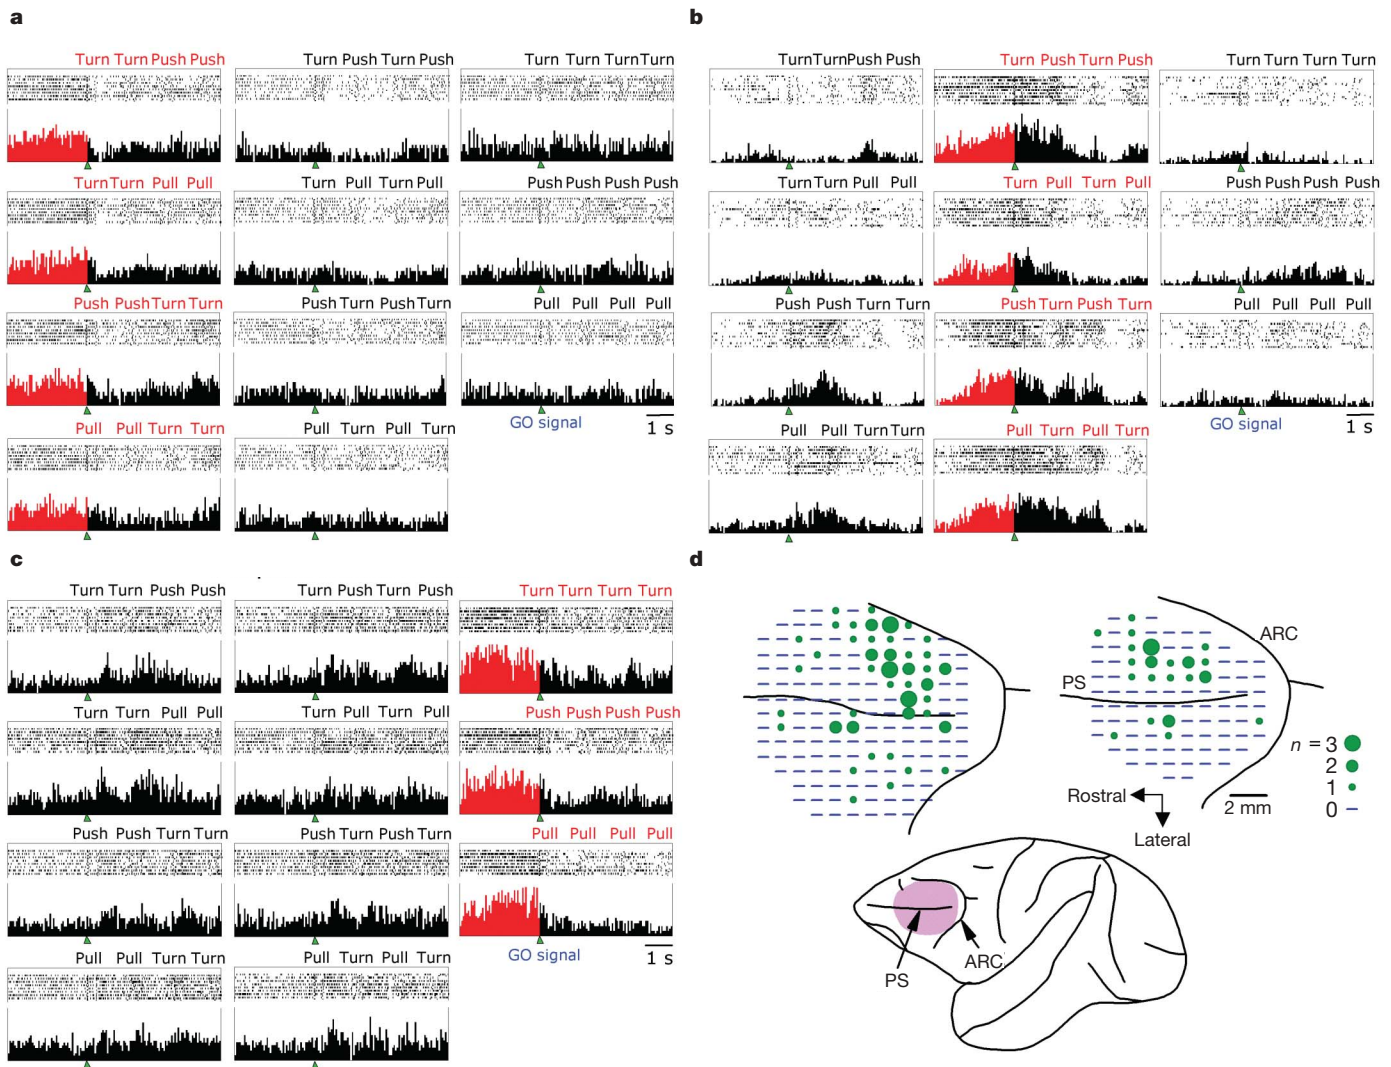 a
Turn Turn Push Push
Turn Push Turn Push
Turn Turn Turn Turn
Turn Turn Pull Pull
Turn Pull Turn Pull
Push Push Push Push
Push Push Turn Turn
Push Turn Push Turn
Pull Pull Pull Pull
GO signal
1 s
Pull Pull Turn Turn
Pull Turn Pull Turn
b
TurnTurnPush Push
Turn Push Turn Push
Turn Turn Turn Turn
Turn Turn Pull Pull
Turn Pull Turn Pull
Push Push Push Push
Push Push Turn Turn
Push Turn Push Turn
Pull Pull Pull Pull
GO signal
1 s
Pull Pull Turn Turn
Pull Turn Pull Turn
c
Turn Turn Push Push
Turn Push Turn Push
Turn Turn Turn Turn
Turn Turn Pull Pull
Turn Pull Turn Pull
Push Push Push Push
Push Push Turn Turn
Push Turn Push Turn
Pull Pull Pull Pull
GO signal
1 s
Pull Pull Turn Turn
Pull Turn Pull Turn
d
ARC
PS
n = 3
2
1
0
Rostral
2 mm
Lateral
PS
ARC